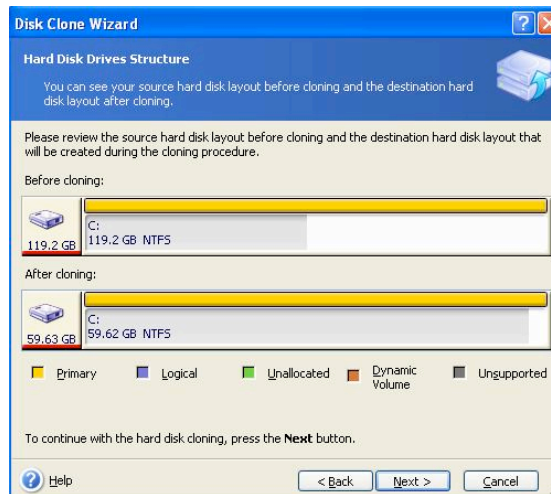 Disk Clone Wizard
Hard Disk Drives Structure
You can see your source hard disk layout before cloning and the destination hard
disk layout after cloning.
Please review the source hard disk layout before cloning and the destination hard disk layout that
will be created during the cloning procedure.
Before cloning:
C:
119.2 GB NTFS
119.2 GB
After cloning:
C:
59.62 GB NTFS
59.63 GB
Primary Logical Unallocated Dynamic Volume Unsupported
To continue with the hard disk cloning, press the Next button.
? Help < Back Next > Cancel